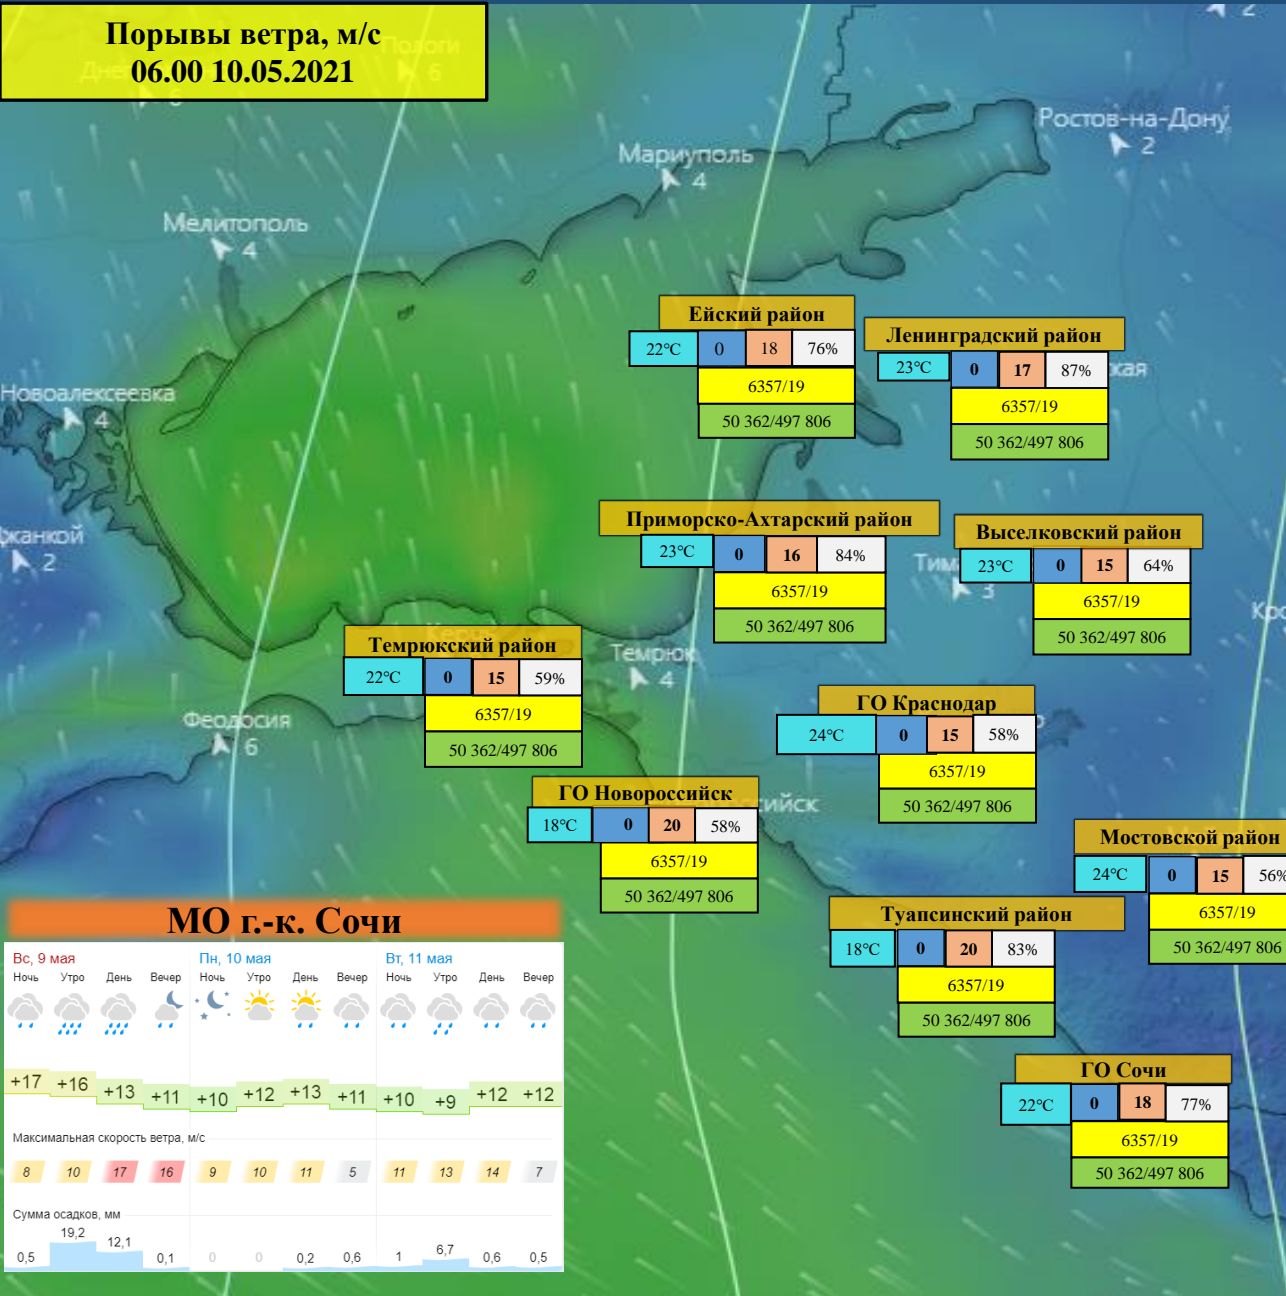 Порывы ветра, м/с
06.00 10.05.2021
Пологи
6
6
2
Ростов-на-Дону
2
Мариуполь
4
Мелитополь
4
Новоалексеевка
4
2
Ейский район
22°С 0 18 76%
6357/19
50 362/497 806
Ленинградский район
23°С 0 17 87%
6357/19
50 362/497 806
кая
Приморско-Ахтарский район
23°С 0 16 84%
6357/19
50 362/497 806
Выселковский район
23°С 0 15 64%
6357/19
50 362/497 806
Тим
3
Кро
Темрюкский район
22°С 0 15 59%
6357/19
50 362/497 806
Темрюк
4
Феодосия
6
ГО Краснодар
24°С 0 15 58%
6357/19
50 362/497 806
ГО Новороссийск
18°С 0 20 58%
6357/19
50 362/497 806
сийск
Мостовской район
24°С 0 15 56%
6357/19
50 362/497 806
Туапсинский район
18°С 0 20 83%
6357/19
50 362/497 806
ГО Сочи
22°С 0 18 77%
6357/19
50 362/497 806
МО г.-к. Сочи
Вс, 9 мая Пн, 10 мая Вт, 11 мая
Ночь Утро День Вечер Ночь Утро День Вечер Ночь Утро День Вечер
+17 +16 +13 +11 +10 +12 +13 +11 +10 +9 +12 +12
Максимальная скорость ветра, м/с
8 10 17 16 9 10 11 5 11 13 14 7
Сумма осадков, мм
0,5 19,2 12,1 0,1 0 0 0,2 0,6 1 6,7 0,6 0,5